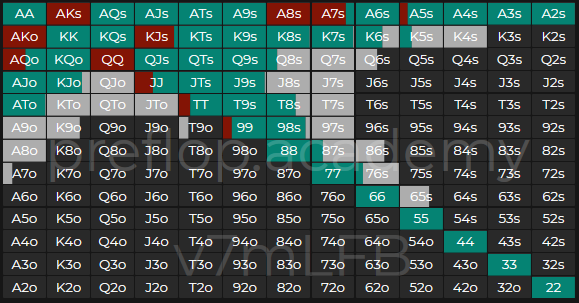 AA AKs AQs AJs ATs A9s A8s A7s A6s A5s A4s A3s A2s
AKo KK KQs KJs KTs K9s K8s K7s K6s K5s K4s K3s K2s
AQo KQo QQ QJs QTs Q9s Q8s Q7s Q6s Q5s Q4s Q3s Q2s
AJo KJo QJo JJ JTs J9s J8s J7s J6s J5s J4s J3s J2s
ATo KTo QTo JTo TT T9s T8s T7s T6s T5s T4s T3s T2s
A9o K9o Q9o J9o T9o 99 98s 97s 96s 95s 94s 93s 92s
A8o K8o Q8o J8o T8o 98o 88 87s 86s 85s 84s 83s 82s
preflop.academy
A7o K7o Q7o J7o T7o 97o 87o 77 76s 75s 74s 73s 72s
A6o K6o Q6o J6o T6o 96o 86o 76o 66 65s 64s 63s 62s
A5o K5o Q5o J5o T5o 95o 85o 75o 65o 55 54s 53s 52s
A4o K4o Q4o J4o T4o 94o 84o 74o 64o 54o 44 43s 42s
v7mLFB
A3o K3o Q3o J3o T3o 93o 83o 73o 63o 53o 43o 33 32s
A2o K2o Q2o J2o T2o 92o 82o 72o 62o 52o 42o 32o 22